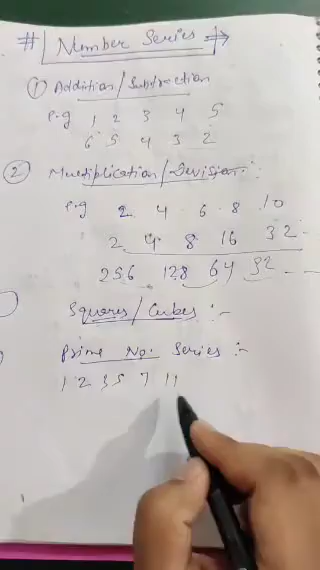 # Number Series →
① Addition/Subtraction
e.g 1 2 3 4 5
6 5 4 3 2
② Multiplication/Division :-
e.g 2 4 6 8 10
2 4 8 16 32 -
256 128 64 32 - -
Squares/Cubes :-
Prime No. Series :-
1 2 3 5 7 11